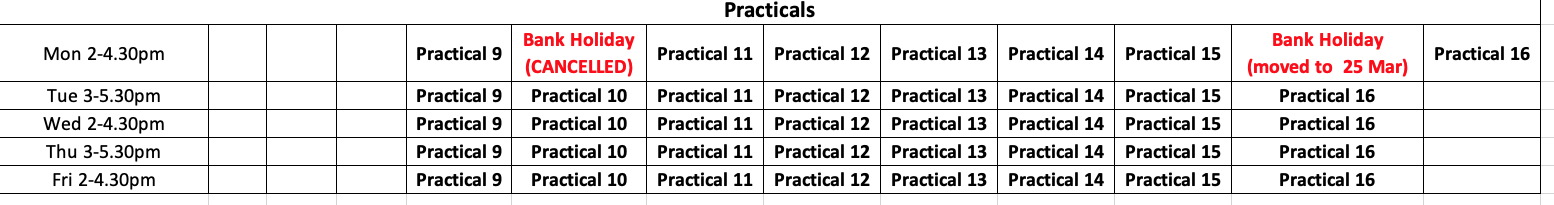 Practicals
Mon 2-4.30pm Practical 9 Bank Holiday (CANCELLED) Practical 11 Practical 12 Practical 13 Practical 14 Practical 15 Bank Holiday (moved to 25 Mar) Practical 16
Tue 3-5.30pm Practical 9 Practical 10 Practical 11 Practical 12 Practical 13 Practical 14 Practical 15 Practical 16
Wed 2-4.30pm Practical 9 Practical 10 Practical 11 Practical 12 Practical 13 Practical 14 Practical 15 Practical 16
Thu 3-5.30pm Practical 9 Practical 10 Practical 11 Practical 12 Practical 13 Practical 14 Practical 15 Practical 16
Fri 2-4.30pm Practical 9 Practical 10 Practical 11 Practical 12 Practical 13 Practical 14 Practical 15 Practical 16